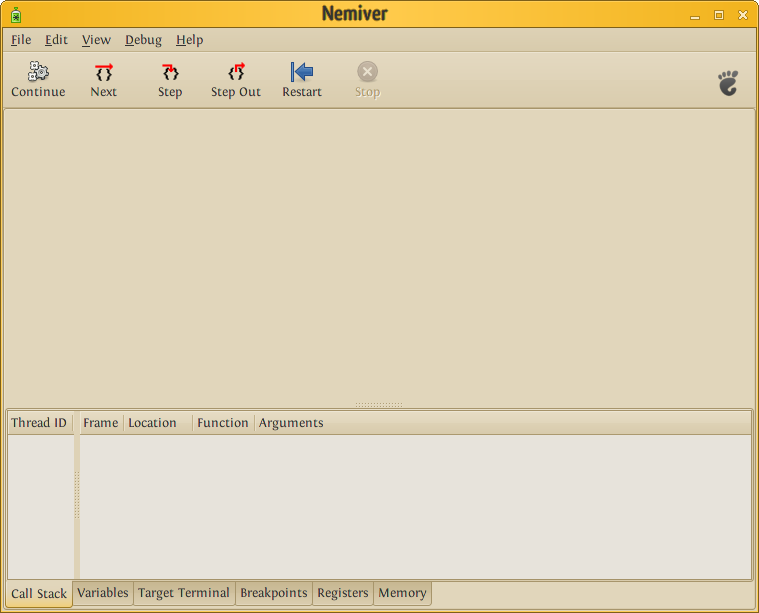 Nemiver
File Edit View Debug Help
Continue Next Step Step Out Restart Stop
Thread ID Frame Location Function Arguments
Call Stack Variables Target Terminal Breakpoints Registers Memory